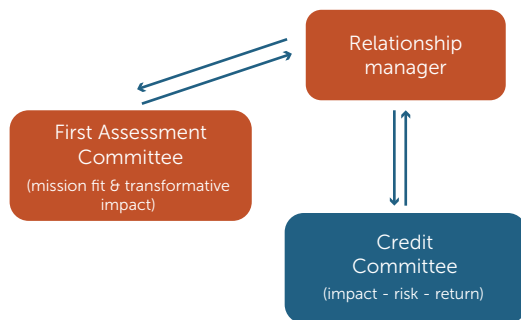 Relationship
manager
First Assessment
Committee
(mission fit & transformative
impact)
Credit
Committee
(impact - risk - return)